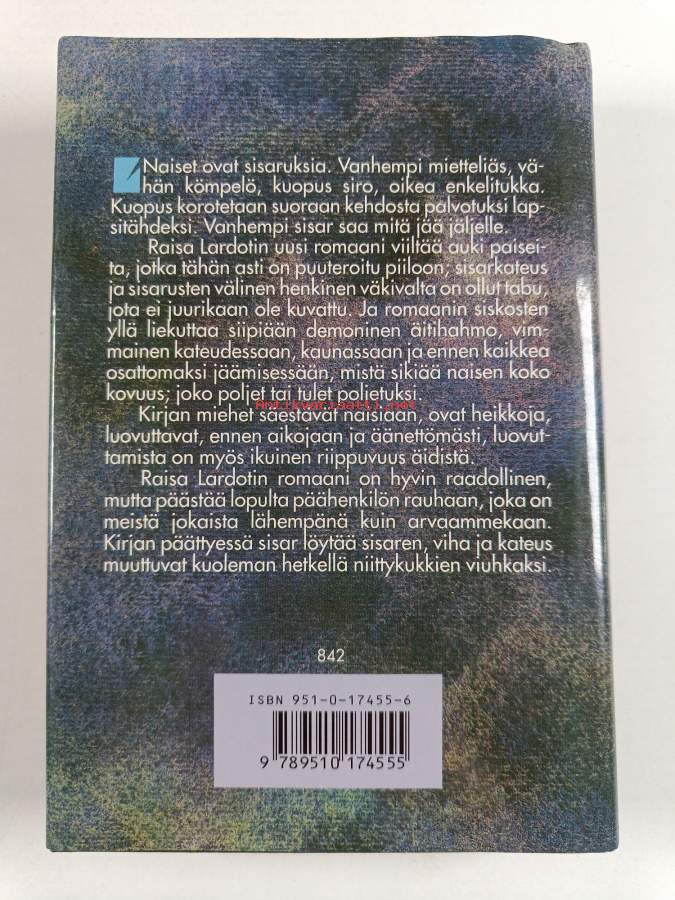 Naiset ovat sisaruksia. Vanhempi mietteliäs, vä-
hän kömpelö, kuopus siro, oikea enkelitukka.
Kuopus korotetaan suoraan kehdosta palvotuksi lap-
sitähdeksi. Vanhempi sisar saa mitä jää jäljelle.
Raisa Lardotin uusi romaani viiltää auki paisei-
ta, jotka tähän asti on puuteroitu piiloon; sisarkateus
ja sisarusten välinen henkinen väkivalta on ollut tabu,
jota ei juurikaan ole kuvattu. Ja romaanin siskosten
yllä liekuttaa siipiään demoninen äitihahmo, vim-
mainen kateudessaan, kaunassaan ja ennen kaikkea
osattomaksi jäämisessään, mistä sikiää naisen koko
kovuus; joko poljet tai tulet poljetuksi.
Antikvariaatti.net
Kirjan miehet säestävät naisiaan, ovat heikkoja,
luovuttavat, ennen aikojaan ja äänettömästi, luovut-
tamista on myös ikuinen riippuvuus äidistä.
Raisa Lardotin romaani on hyvin raadollinen,
mutta päästää lopulta päähenkilön rauhaan, joka on
meistä jokaista lähempänä kuin arvaammekaan.
Kirjan päättyessä sisar löytää sisaren, viha ja kateus
muuttuvat kuoleman hetkellä niittykukkien viuhkaksi.
842
ISBN 951-0-17455-6
9 789510 174555